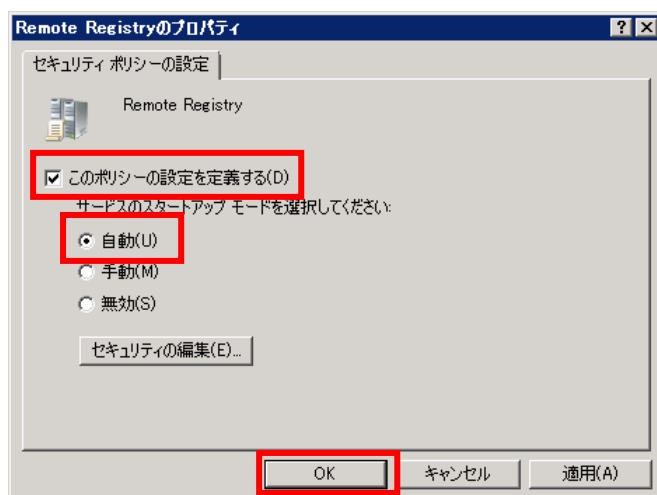 Remote Registryのプロパティ
セキュリティ ポリシーの設定
Remote Registry
このポリシーの設定を定義する(D)
サービスのスタートアップ モードを選択してください:
自動(U)
手動(M)
無効(S)
セキュリティの編集(E)...
OK キャンセル 適用(A)